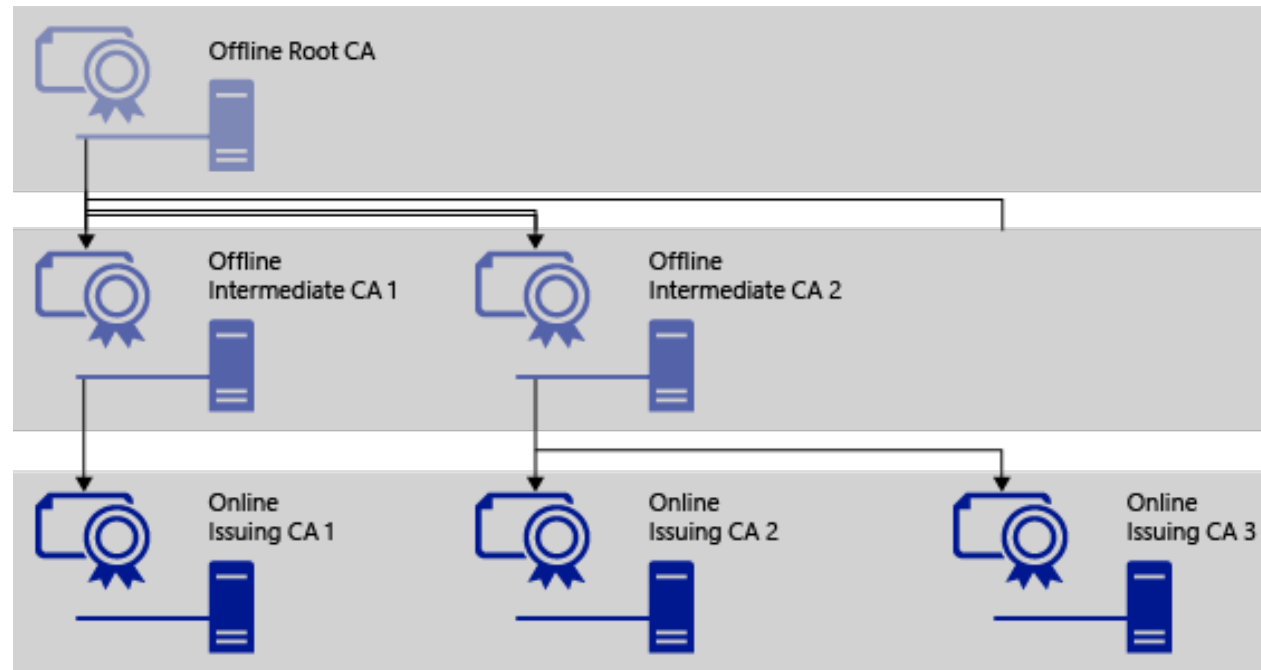 Offline Root CA
Offline
Intermediate CA 1
Offline
Intermediate CA 2
Online
Issuing CA 1
Online
Issuing CA 2
Online
Issuing CA 3